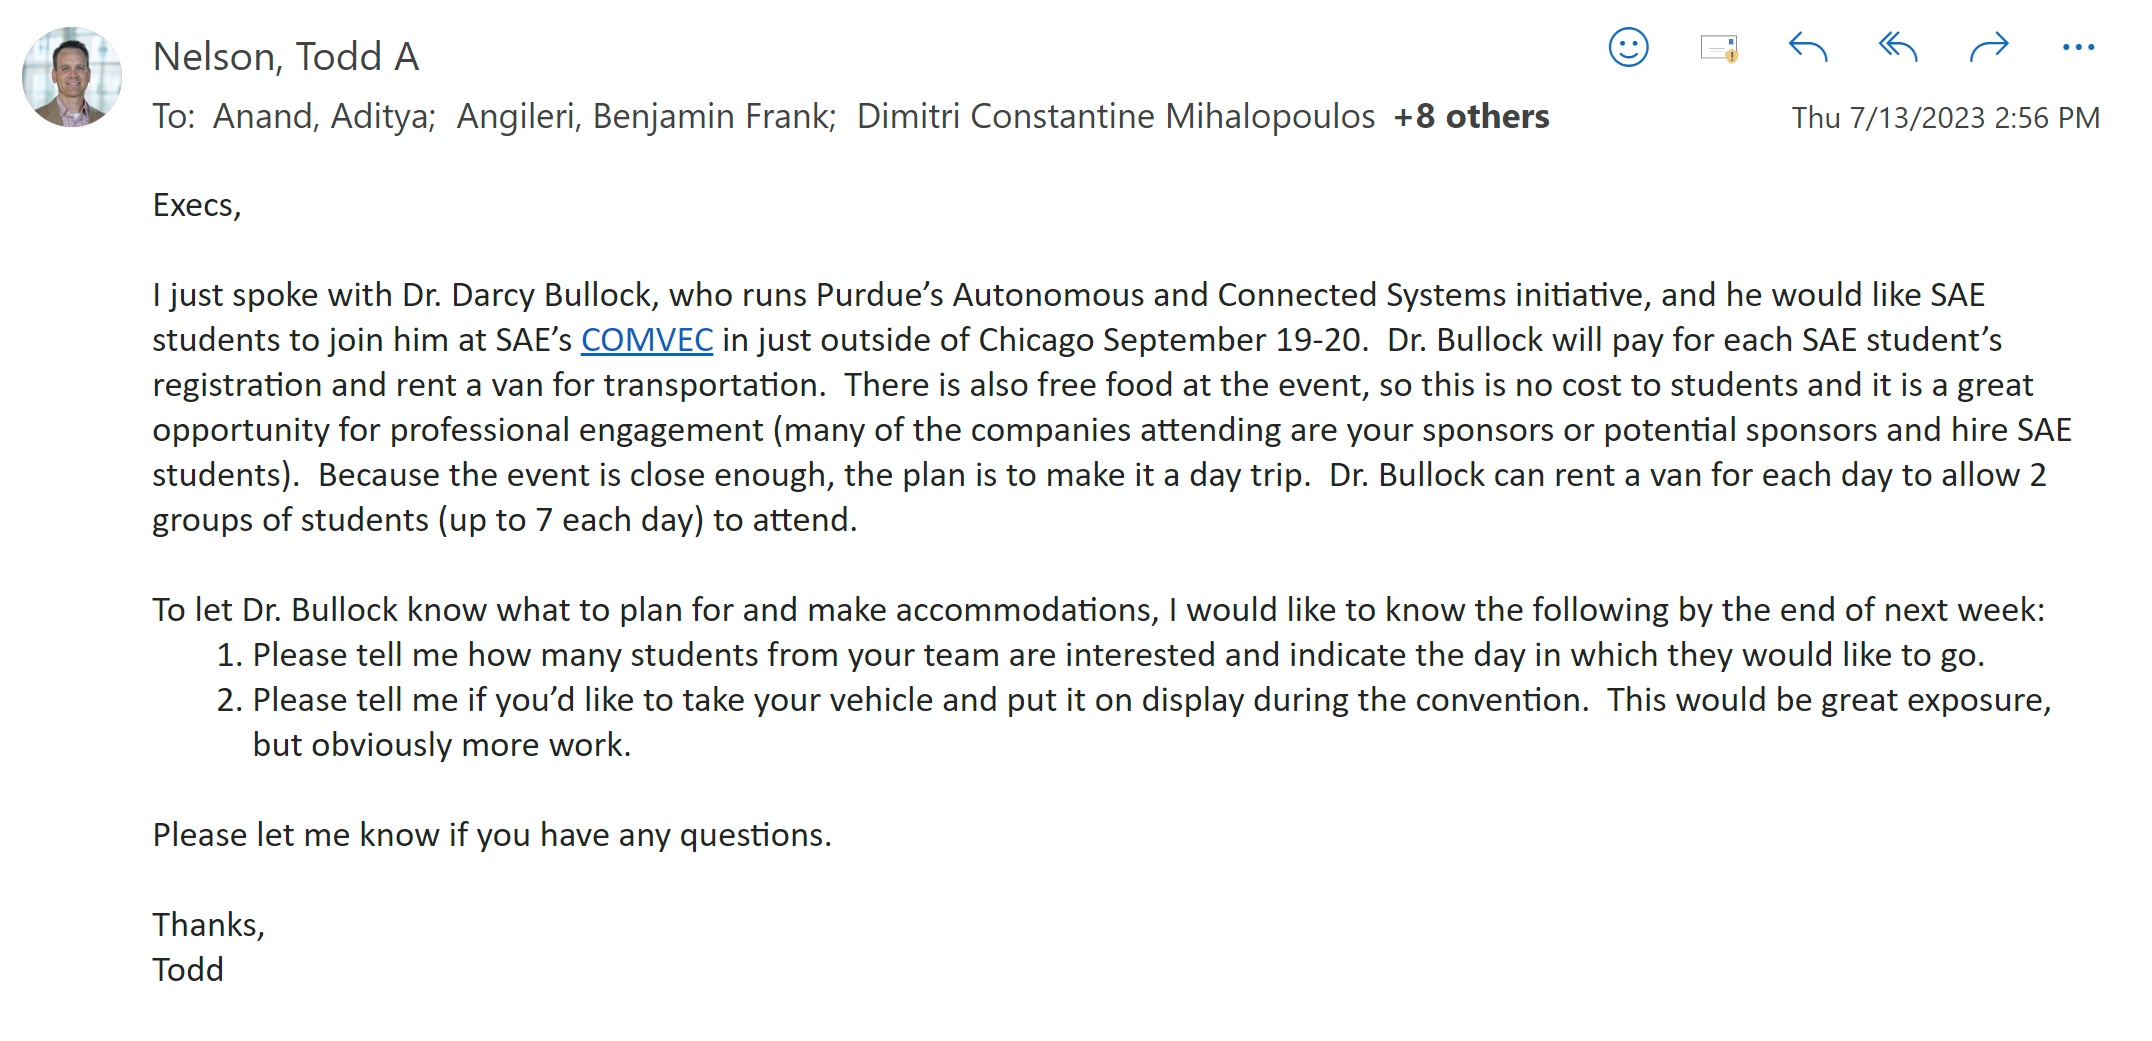 Nelson, Todd A
To: Anand, Aditya; Angileri, Benjamin Frank; Dimitri Constantine Mihalopoulos +8 others
Thu 7/13/2023 2:56 PM
Execs,
I just spoke with Dr. Darcy Bullock, who runs Purdue’s Autonomous and Connected Systems initiative, and he would like SAE
students to join him at SAE’s COMVEC in just outside of Chicago September 19-20.  Dr. Bullock will pay for each SAE student’s
registration and rent a van for transportation.  There is also free food at the event, so this is no cost to students and it is a great
opportunity for professional engagement (many of the companies attending are your sponsors or potential sponsors and hire SAE
students).  Because the event is close enough, the plan is to make it a day trip.  Dr. Bullock can rent a van for each day to allow 2
groups of students (up to 7 each day) to attend.
To let Dr. Bullock know what to plan for and make accommodations, I would like to know the following by the end of next week:
1. Please tell me how many students from your team are interested and indicate the day in which they would like to go.
2. Please tell me if you’d like to take your vehicle and put it on display during the convention.  This would be great exposure,
but obviously more work.
Please let me know if you have any questions.
Thanks,
Todd